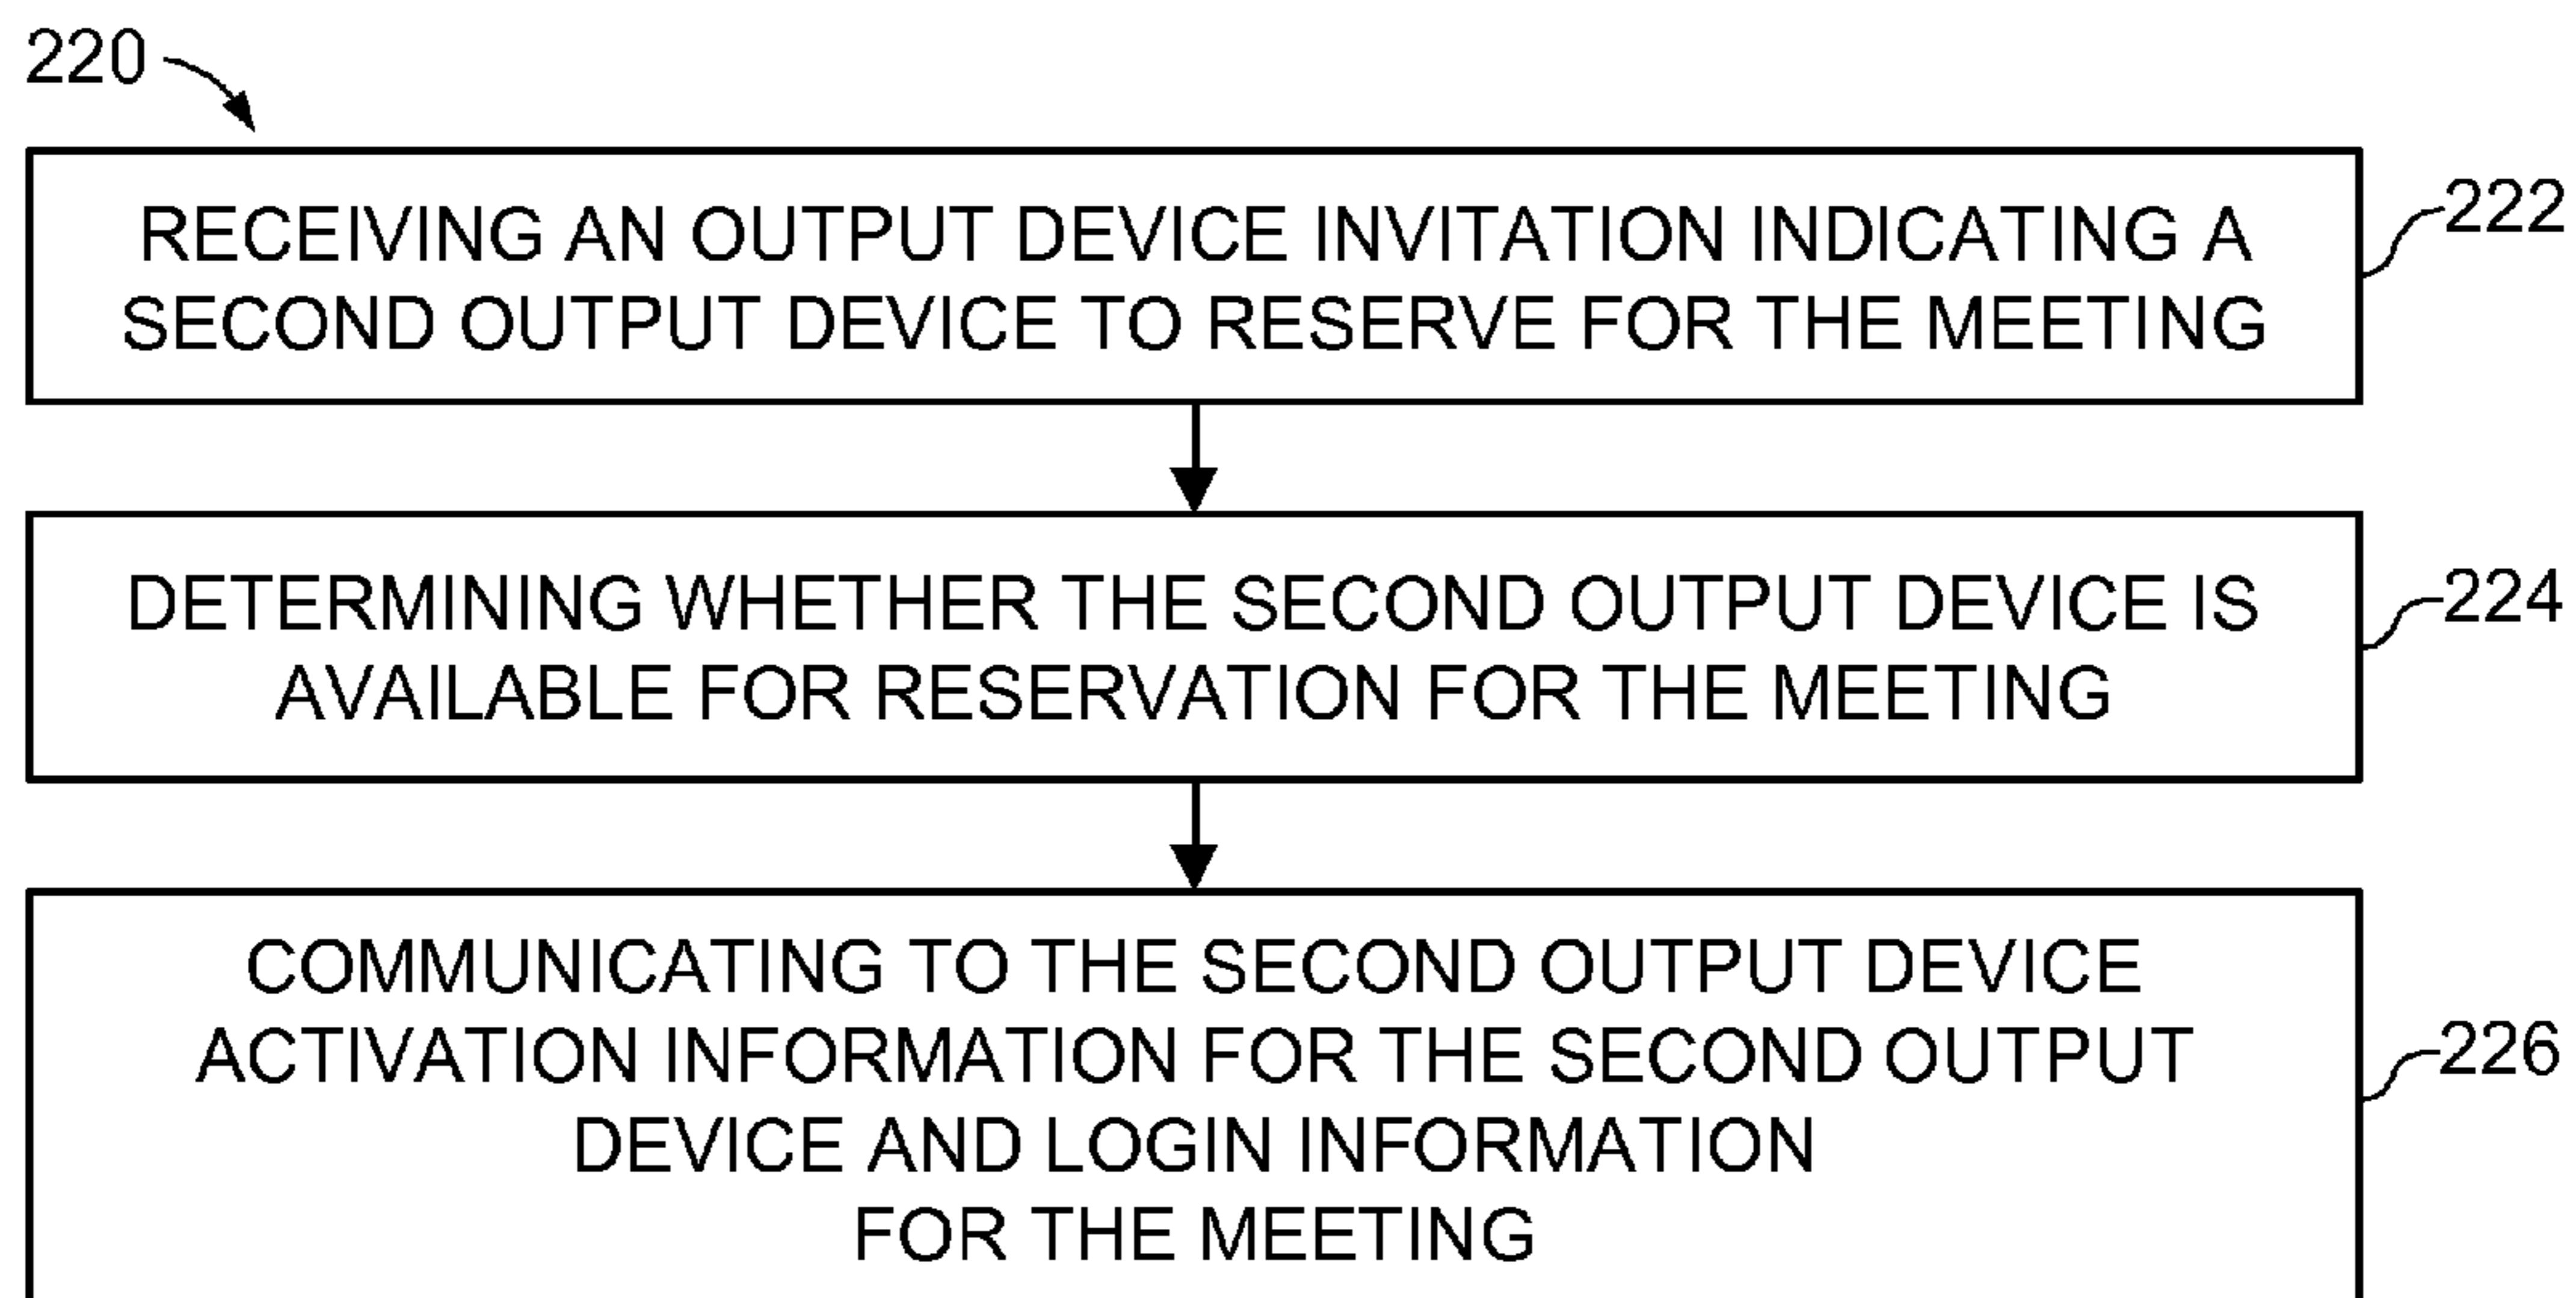 220
RECEIVING AN OUTPUT DEVICE INVITATION INDICATING A
SECOND OUTPUT DEVICE TO RESERVE FOR THE MEETING
222
DETERMINING WHETHER THE SECOND OUTPUT DEVICE IS
AVAILABLE FOR RESERVATION FOR THE MEETING
224
COMMUNICATING TO THE SECOND OUTPUT DEVICE
ACTIVATION INFORMATION FOR THE SECOND OUTPUT
DEVICE AND LOGIN INFORMATION
FOR THE MEETING
226